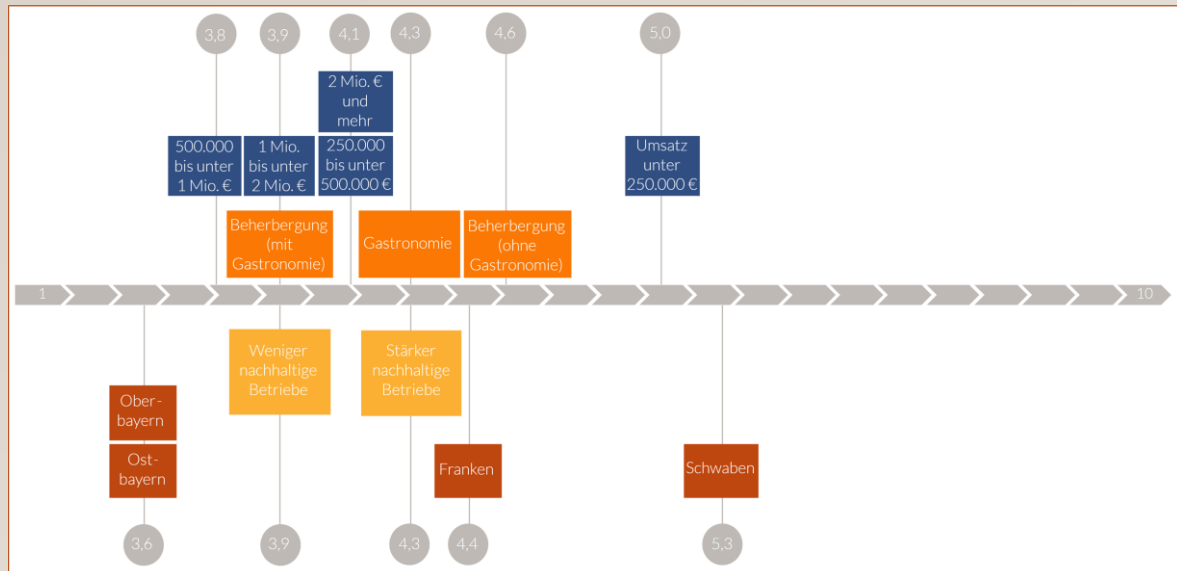 3,8
3,9
4,1
4,3
4,6
5,0
2 Mio. €
und
mehr
500.000
bis unter
1 Mio. €
1 Mio.
bis unter
2 Mio. €
250.000
bis unter
500.000 €
Umsatz
unter
250.000 €
Beherbergung
(mit
Gastronomie)
Gastronomie
Beherbergung
(ohne
Gastronomie)
1
10
Weniger
nachhaltige
Betriebe
Stärker
nachhaltige
Betriebe
Ober-
bayern
Ost-
bayern
Franken
Schwaben
3,6
3,9
4,3
4,4
5,3